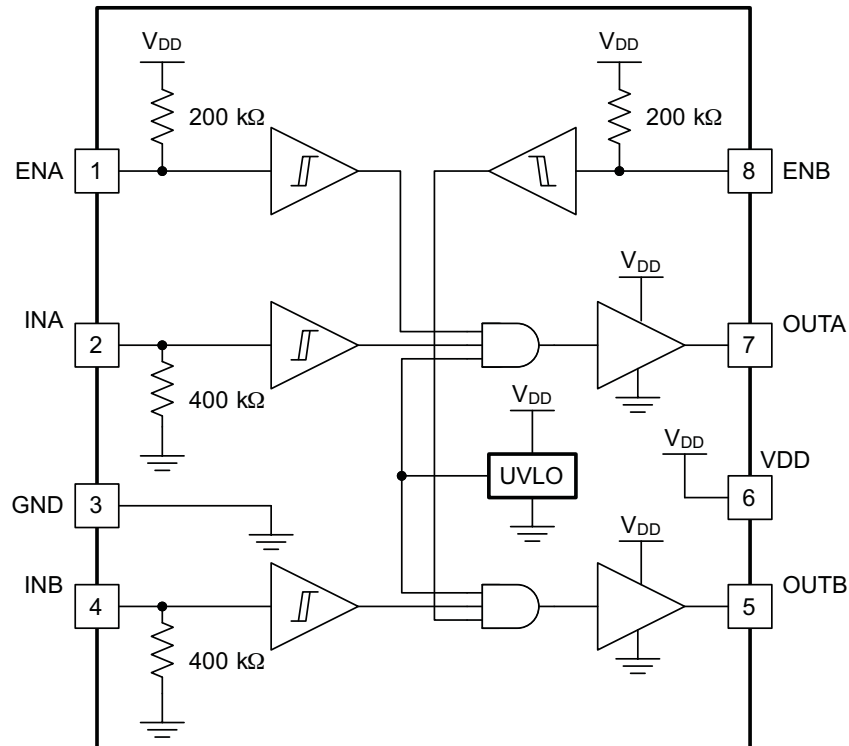 VDD
VDD
200 kΩ
200 kΩ
ENA
1
8
ENB
VDD
INA
2
OUTA
7
400 kΩ
VDD
VDD
VDD
UVLO
6
GND
3
VDD
INB
4
OUTB
5
400 kΩ